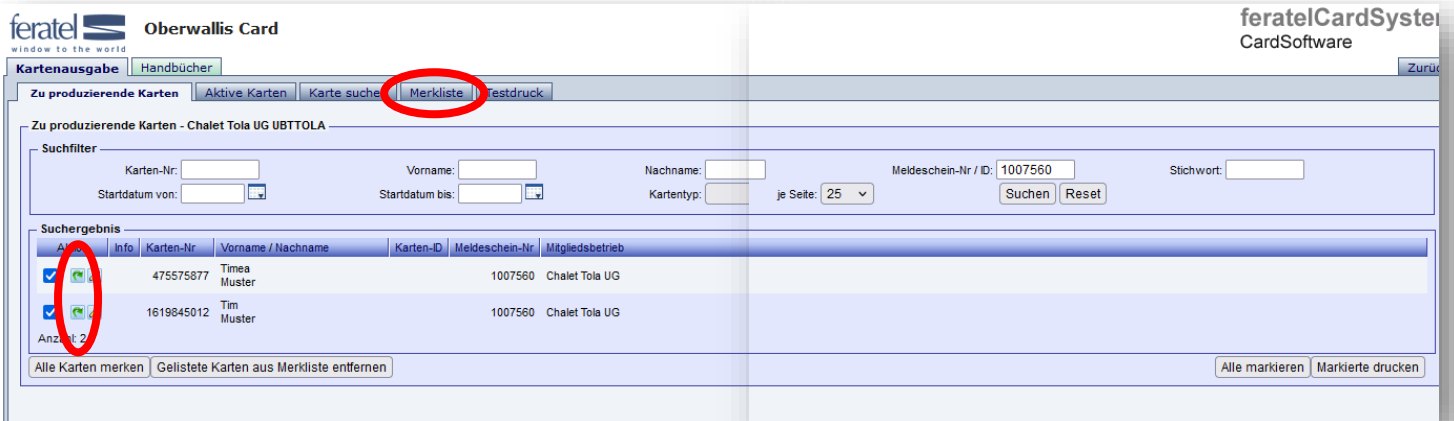 feratel
window to the world
Oberwallis Card
feratelCardSyste
CardSoftware
Kartenausgabe Handbücher Zurüc
Zu produzierende Karten Aktive Karten Karte suche Merkliste Testdruck
Zu produzierende Karten - Chalet Tola UG UBTTOLA
Suchfilter
Karten-Nr: Vorname: Nachname: Meldeschein-Nr / ID: 1007560 Stichwort:
Startdatum von: Startdatum bis: Kartentyp: je Seite: 25 Suchen Reset
Suchergebnis
Info Karten-Nr Vorname / Nachname Karten-ID Meldeschein-Nr Mitgliedsbetrieb
475575877 Timea Muster 1007560 Chalet Tola UG
1619845012 Tim Muster 1007560 Chalet Tola UG
Anzahl: 2
Alle Karten merken Gelistete Karten aus Merkliste entfernen Alle markieren Markierte drucken